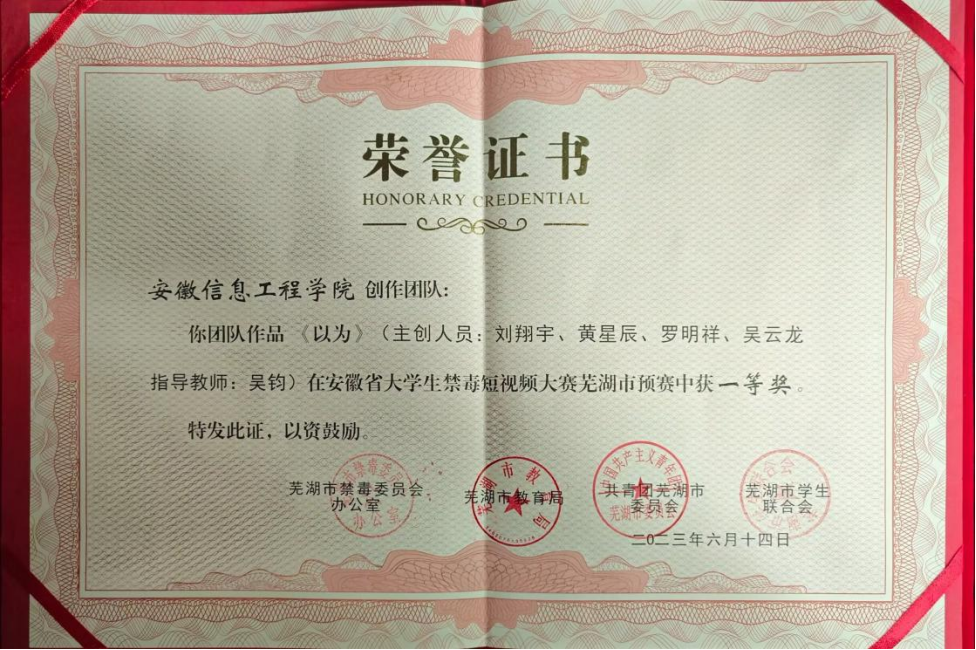 荣誉证书
HONORARY CREDENTIAL
安徽信息工程学院 创作团队：
你团队作品《以为》（主创人员：刘翔宇、黄星辰、罗明祥、吴云龙
指导教师：吴钧）在安徽省大学生禁毒短视频大赛芜湖市预赛中获一等奖。
特发此证，以资鼓励。
芜湖市禁毒委员会
办公室
芜湖市教育局
共青团芜湖市
委员会
芜湖市学生
联合会
二〇二三年六月十四日